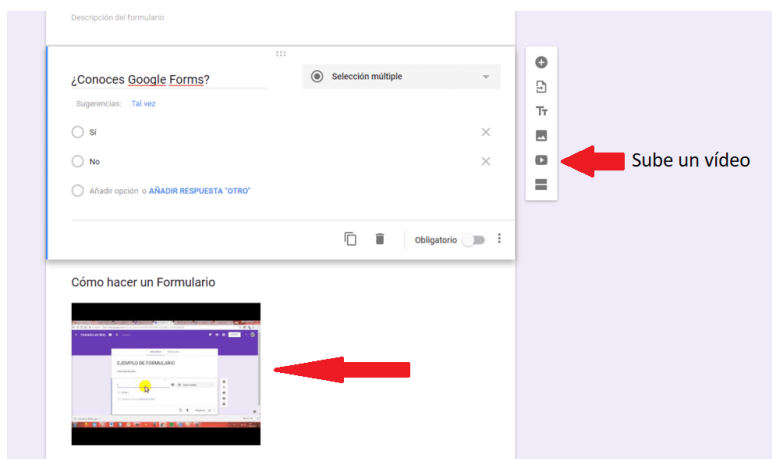 Descripción del formulario
¿Conoces Google Forms?
Selección múltiple
Sugerencias: Tal vez
Sí
No
Añadir opción o AÑADIR RESPUESTA "OTRO"
Obligatorio
Sube un vídeo
Cómo hacer un Formulario
EJEMPLO DE FORMULARIO